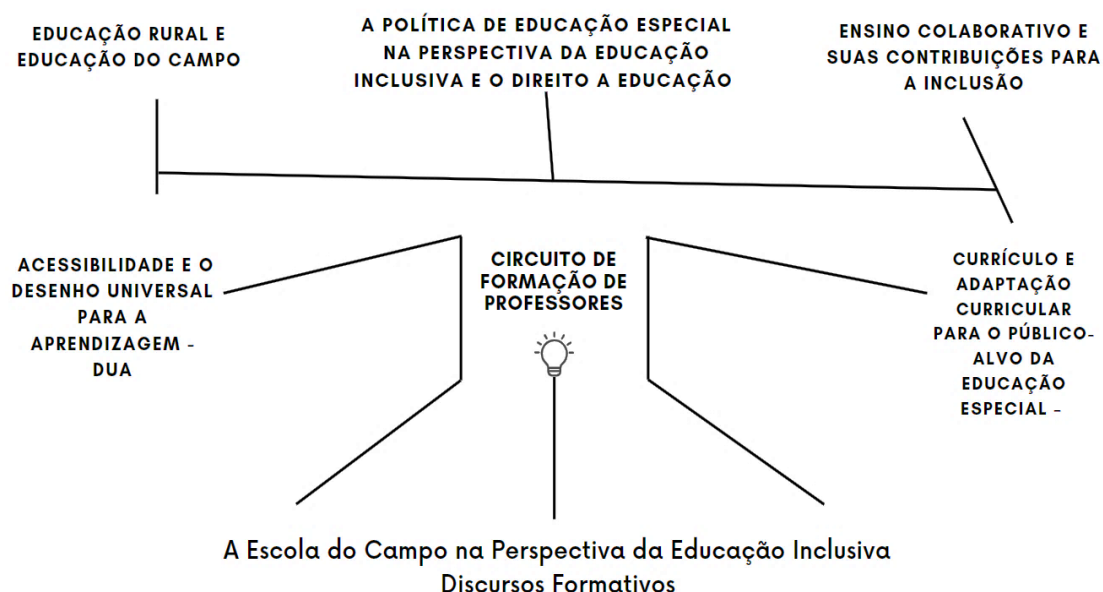 EDUCAÇÃO RURAL E
EDUCAÇÃO DO CAMPO
A POLÍTICA DE EDUCAÇÃO ESPECIAL
NA PERSPECTIVA DA EDUCAÇÃO
INCLUSIVA E O DIREITO A EDUCAÇÃO
ENSINO COLABORATIVO E
SUAS CONTRIBUIÇÕES PARA
A INCLUSÃO
ACESSIBILIDADE E O
DESENHO UNIVERSAL
PARA A
APRENDIZAGEM -
DUA
CIRCUITO DE
FORMAÇÃO DE
PROFESSORES
CURRÍCULO E
ADAPTAÇÃO
CURRICULAR
PARA O PÚBLICO-
ALVO DA
EDUCAÇÃO
ESPECIAL -
A Escola do Campo na Perspectiva da Educação Inclusiva
Discursos Formativos